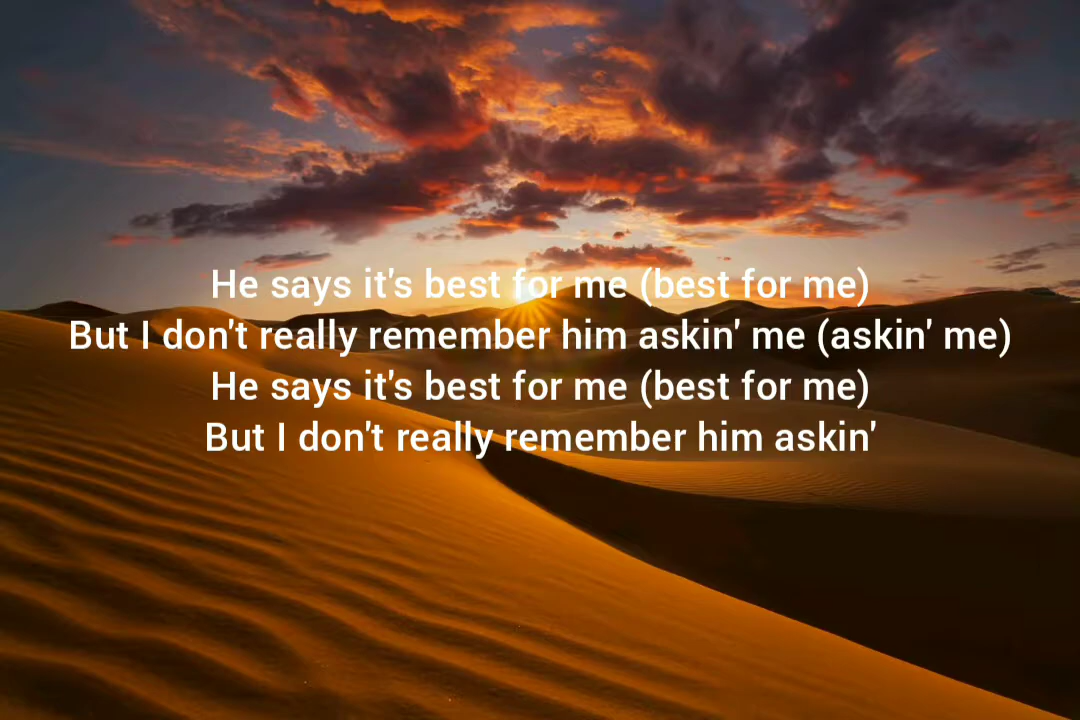 He says it's best for me (best for me)
But I don't really remember him askin' me (askin' me)
He says it's best for me (best for me)
But I don't really remember him askin'